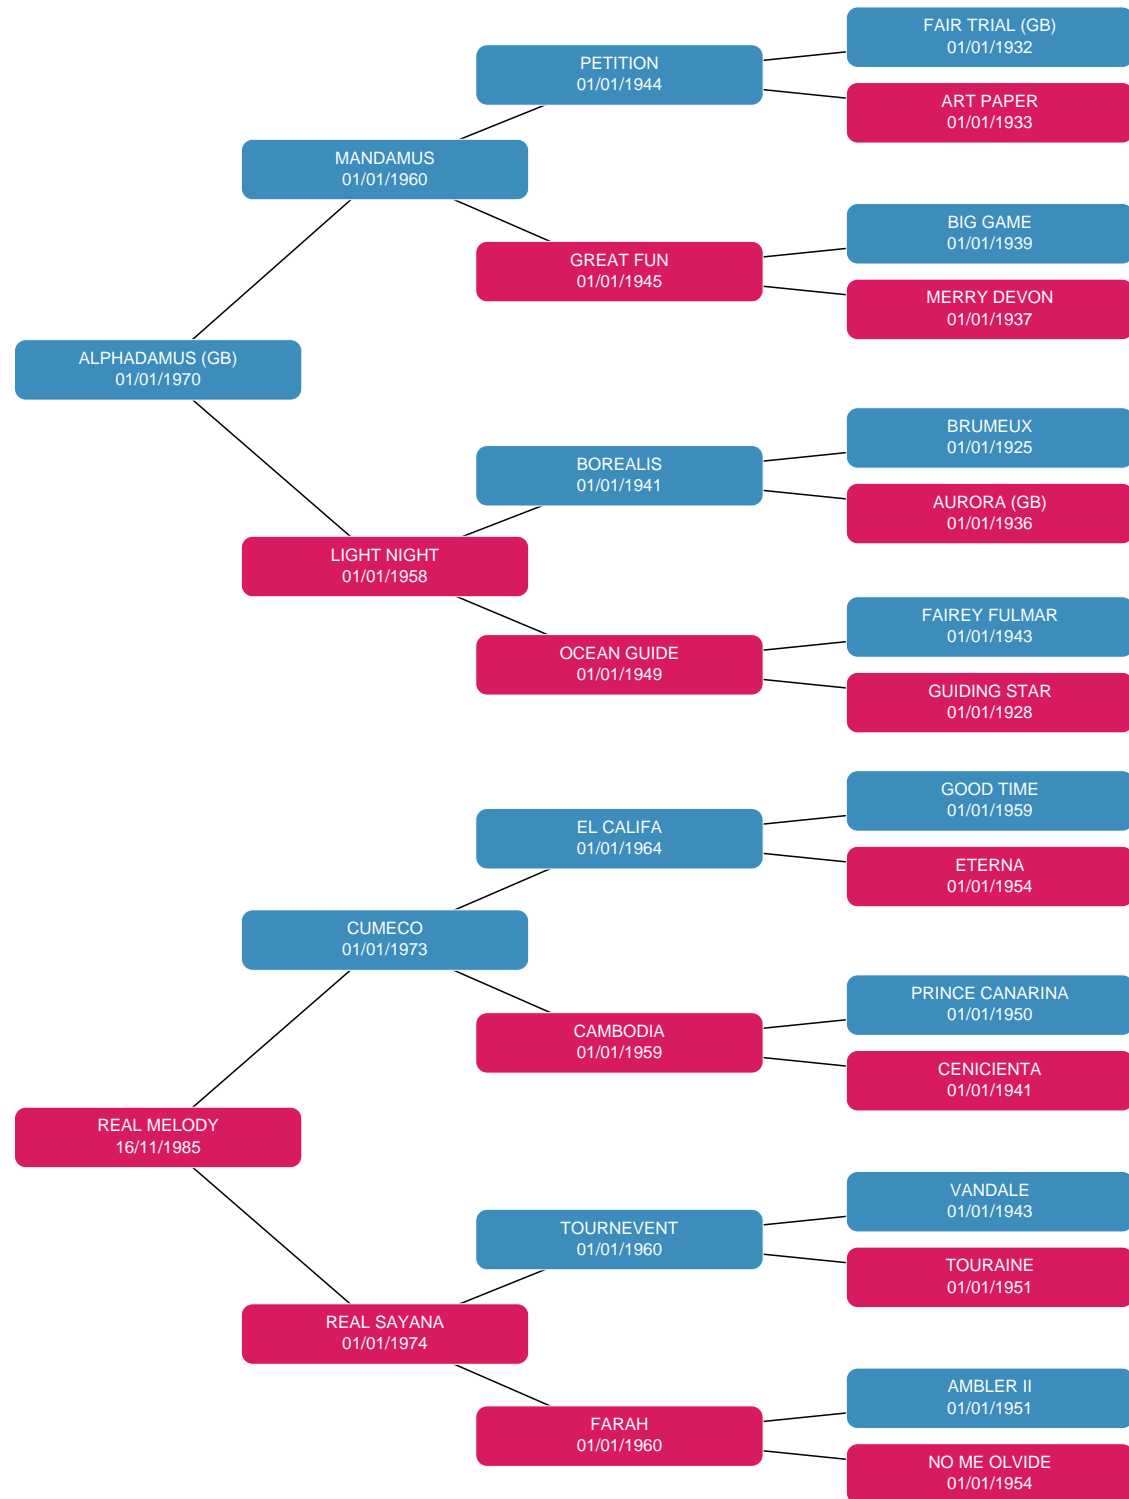 FAIR TRIAL (GB)
01/01/1932
PETITION
01/01/1944
ART PAPER
01/01/1933
MANDAMUS
01/01/1960
BIG GAME
01/01/1939
GREAT FUN
01/01/1945
MERRY DEVON
01/01/1937
ALPHADAMUS (GB)
01/01/1970
BRUMEUX
01/01/1925
BOREALIS
01/01/1941
AURORA (GB)
01/01/1936
LIGHT NIGHT
01/01/1958
FAIREY FULMAR
01/01/1943
OCEAN GUIDE
01/01/1949
GUIDING STAR
01/01/1928
GOOD TIME
01/01/1959
EL CALIFA
01/01/1964
ETERNA
01/01/1954
CUMECO
01/01/1973
PRINCE CANARINA
01/01/1950
CAMBODIA
01/01/1959
CENICIENTA
01/01/1941
REAL MELODY
16/11/1985
VANDALE
01/01/1943
TOURNEVENT
01/01/1960
TOURAINE
01/01/1951
REAL SAYANA
01/01/1974
AMBLER II
01/01/1951
FARAH
01/01/1960
NO ME OLVIDE
01/01/1954